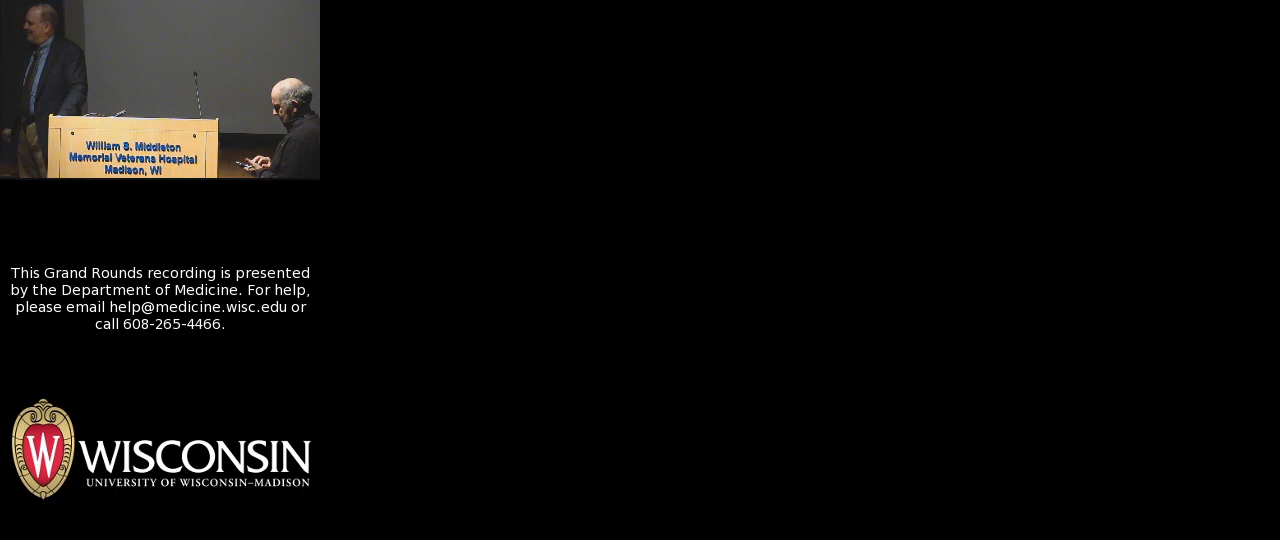 William S. Middleton
Memorial Veterans Hospital
Madison, WI
This Grand Rounds recording is presented
by the Department of Medicine. For help,
please email help@medicine.wisc.edu or
call 608-265-4466.
W WISCONSIN
UNIVERSITY OF WISCONSIN–MADISON